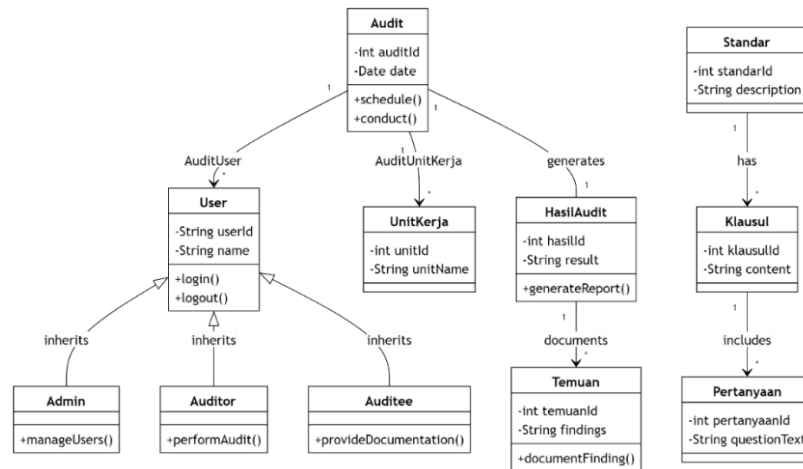 Audit
-int auditId
-Date date
+schedule()
+conduct()
Standar
-int standarId
-String description
1
1
1
1
AuditUser
AuditUnitKerja
generates
has
*
*
1
*
User
-String userId
-String name
+login()
+logout()
UnitKerja
-int unitId
-String unitName
HasilAudit
-int hasilId
-String result
+generateReport()
Klausul
-int klausulId
-String content
1
1
inherits
inherits
inherits
documents
includes
*
*
Admin
+manageUsers()
Auditor
+performAudit()
Auditee
+provideDocumentation()
Temuan
-int temuanId
-String findings
+documentFinding()
Pertanyaan
-int pertanyaanId
-String questionText